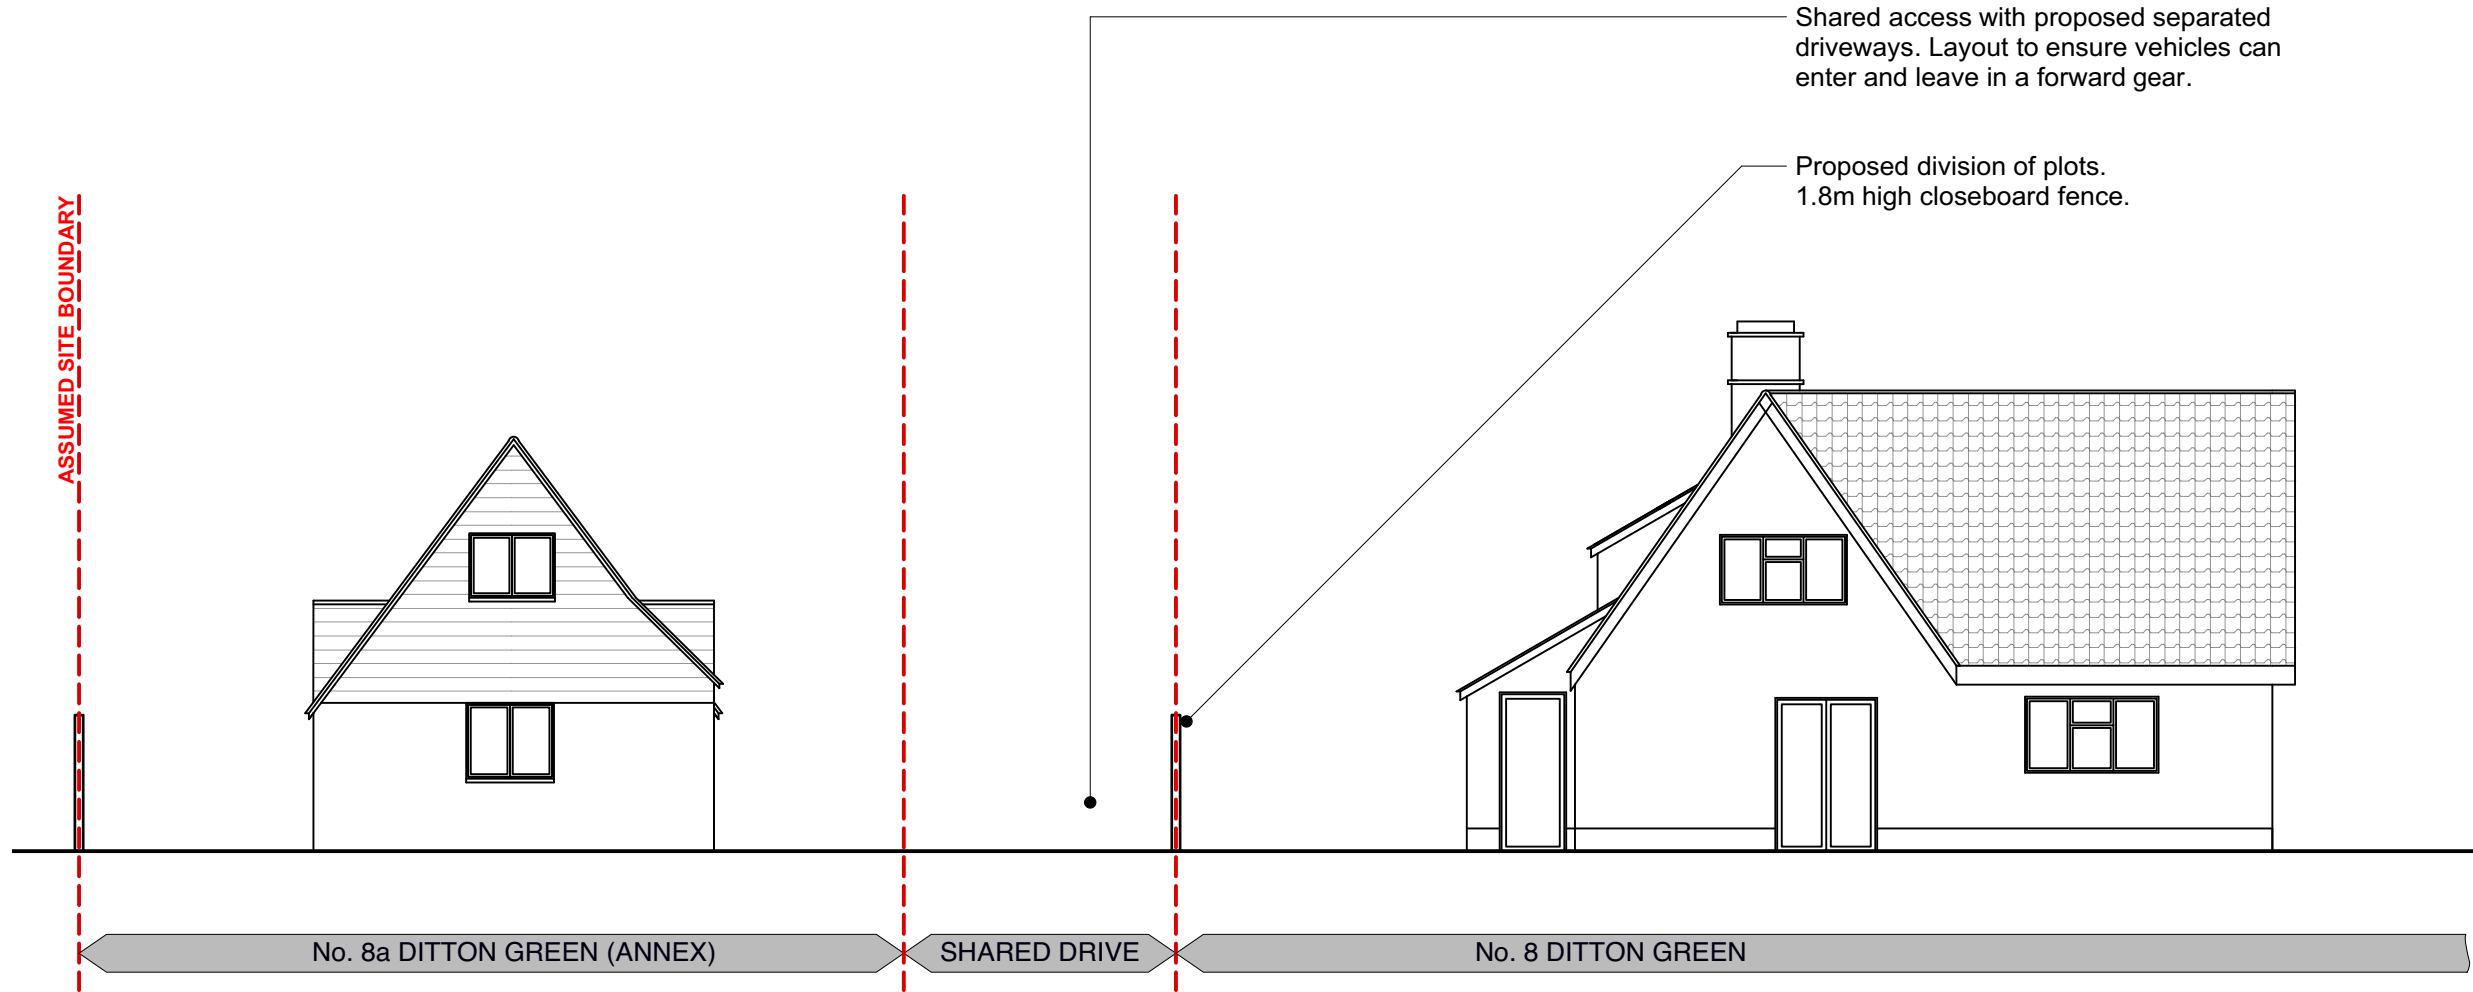 Shared access with proposed separated
driveways. Layout to ensure vehicles can
enter and leave in a forward gear.
Proposed division of plots.
1.8m high closeboard fence.
ASSUMED SITE BOUNDARY
No. 8a DITTON GREEN (ANNEX)
SHARED DRIVE
No. 8 DITTON GREEN